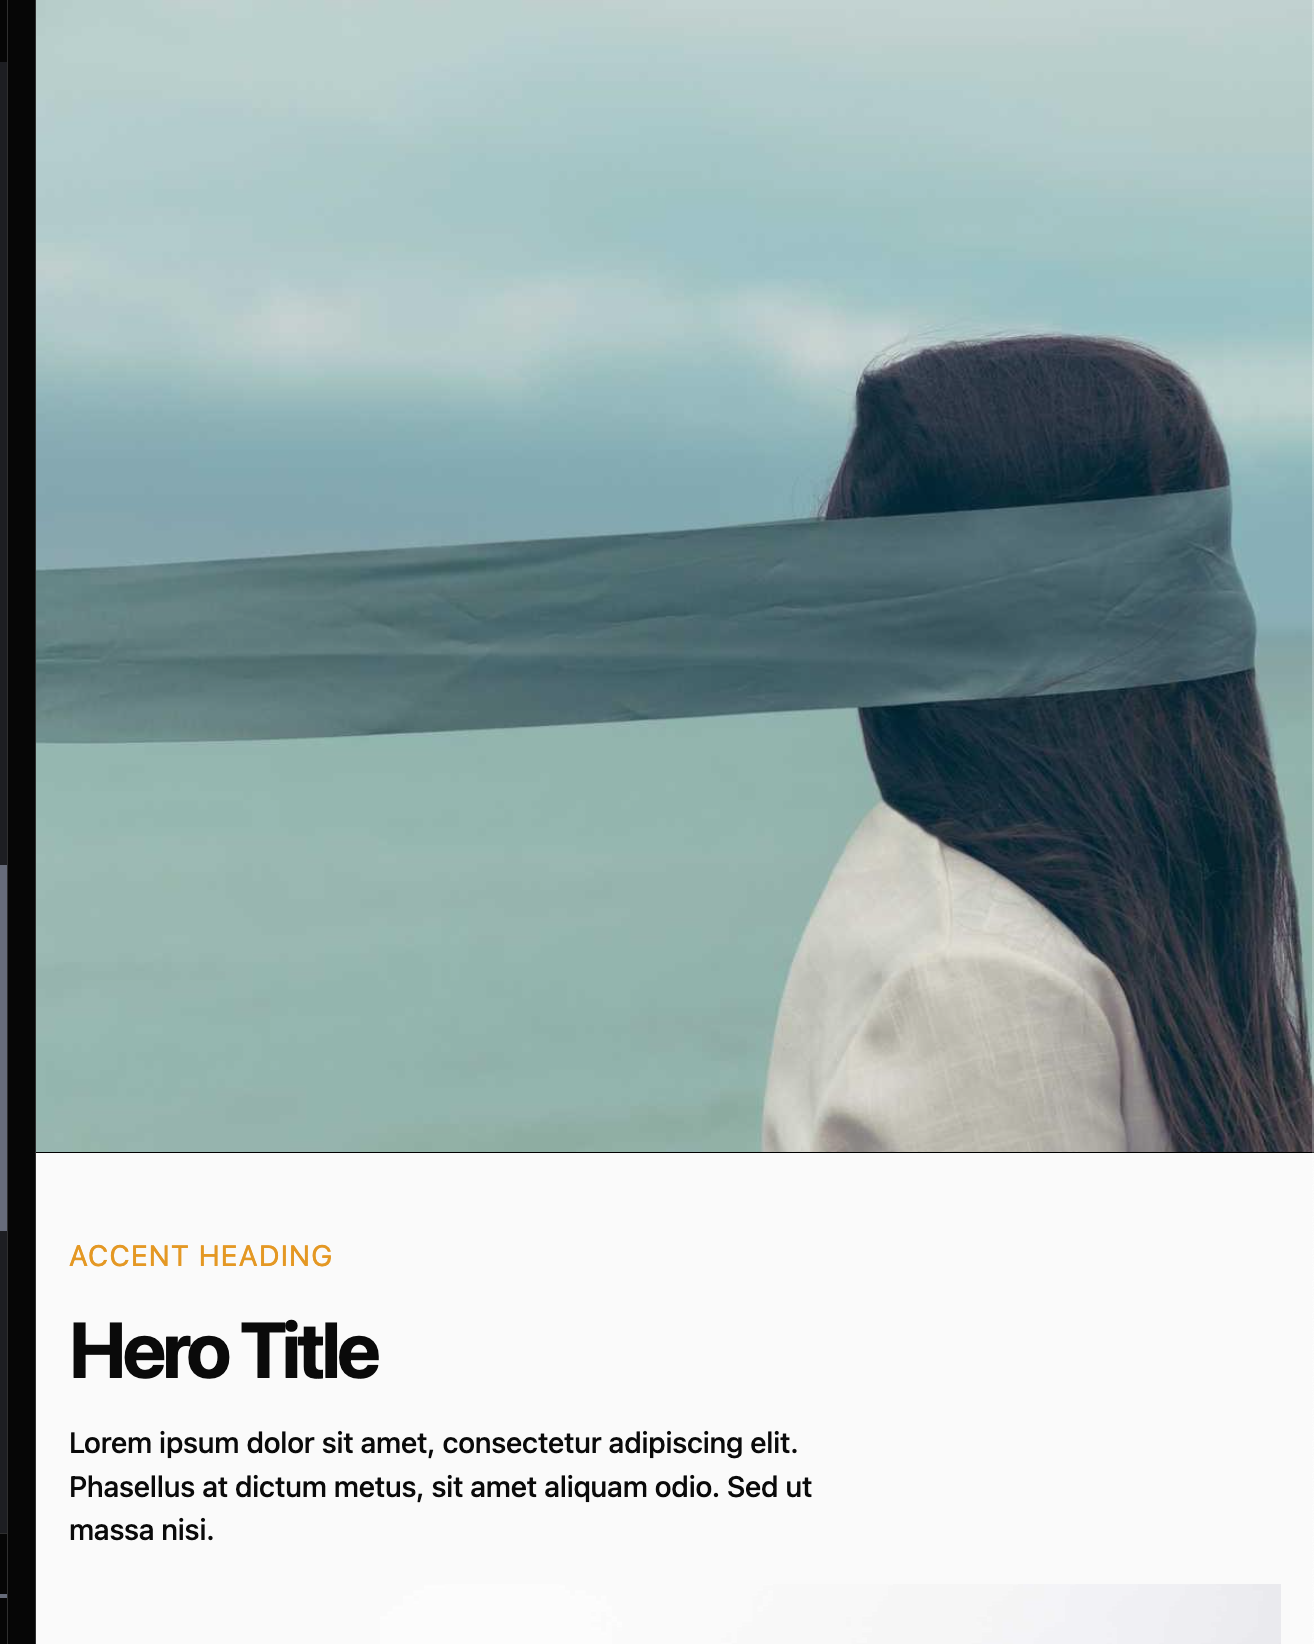 ACCENT HEADING
Hero Title
Lorem ipsum dolor sit amet, consectetur adipiscing elit.
Phasellus at dictum metus, sit amet aliquam odio. Sed ut
massa nisi.